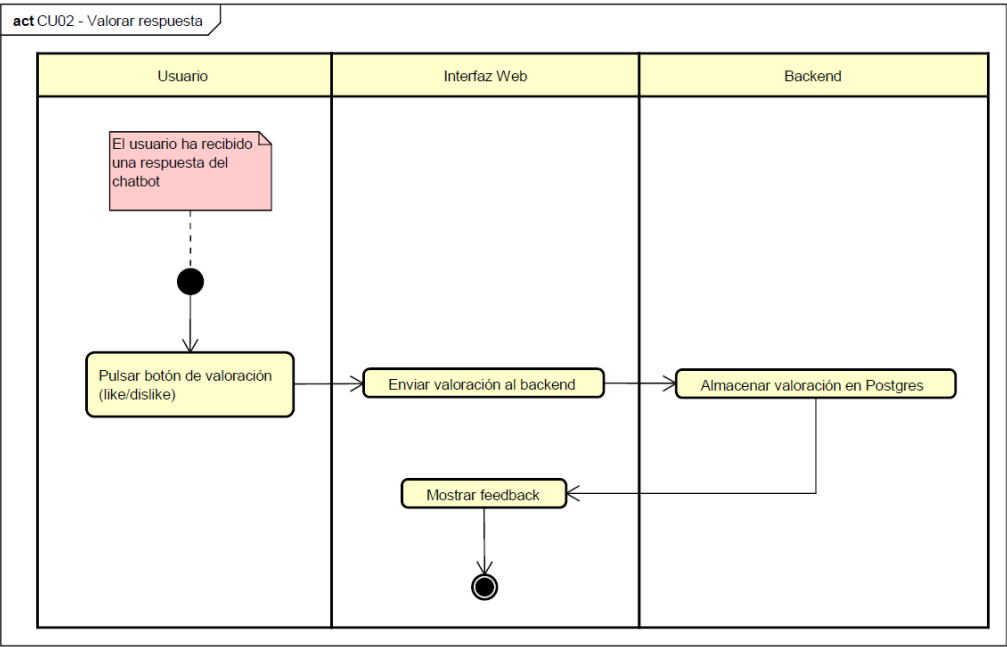 act CU02 - Valorar respuesta
Usuario
Interfaz Web
Backend
El usuario ha recibido
una respuesta del
chatbot
Pulsar botón de valoración
(like/dislike)
Enviar valoración al backend
Almacenar valoración en Postgres
Mostrar feedback